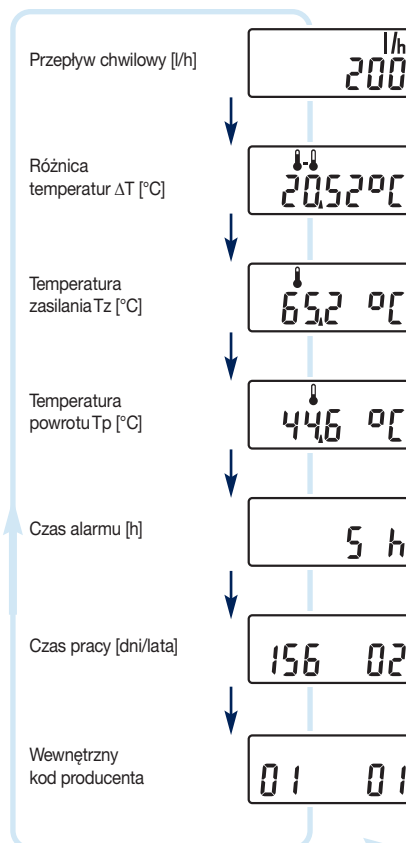 Przepływ chwilowy [l/h]
l/h
200
Różnica
temperatur ΔT [°C]
20,52°C
Temperatura
zasilania Tz [°C]
65,2 °C
Temperatura
powrotu Tp [°C]
44,6 °C
Czas alarmu [h]
5 h
Czas pracy [dni/lata]
156 02
Wewnętrzny
kod producenta
01 01